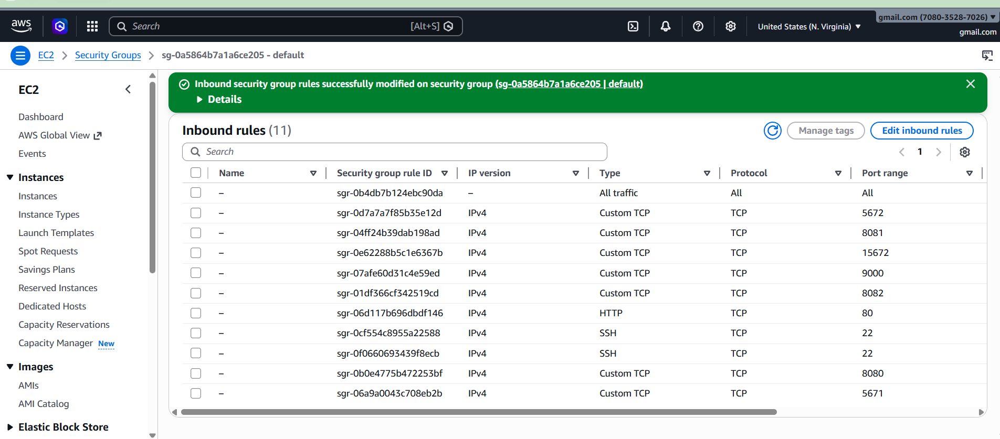 aws
Search [Alt+S]
United States (N. Virginia)
gmail.com (7080-3528-7026)
gmail.com
EC2 Security Groups sg-0a5864b7a1a6ce205 - default
EC2
Dashboard
AWS Global View
Events
Instances
Instances
Instance Types
Launch Templates
Spot Requests
Savings Plans
Reserved Instances
Dedicated Hosts
Capacity Reservations
Capacity Manager New
Images
AMIs
AMI Catalog
Elastic Block Store
Inbound security group rules successfully modified on security group (sg-0a5864b7a1a6ce205 | default)
Details
Inbound rules (11)
Manage tags
Edit inbound rules
Search
1
Name Security group rule ID IP version Type Protocol Port range
– sgr-0b4db7b124ebc90da – All traffic All All
– sgr-0d7a7a7f85b35e12d IPv4 Custom TCP TCP 5672
– sgr-04ff24b39dab198ad IPv4 Custom TCP TCP 8081
– sgr-0e62288b5c1e6367b IPv4 Custom TCP TCP 15672
– sgr-07afe60d31c4e59ed IPv4 Custom TCP TCP 9000
– sgr-01df366cf342519cd IPv4 Custom TCP TCP 8082
– sgr-06d117b696dbdf146 IPv4 HTTP TCP 80
– sgr-0cf554c8955a22588 IPv4 SSH TCP 22
– sgr-0f0660693439f8ecb IPv4 SSH TCP 22
– sgr-0b0e4775b472253bf IPv4 Custom TCP TCP 8080
– sgr-06a9a0043c708eb2b IPv4 Custom TCP TCP 5671